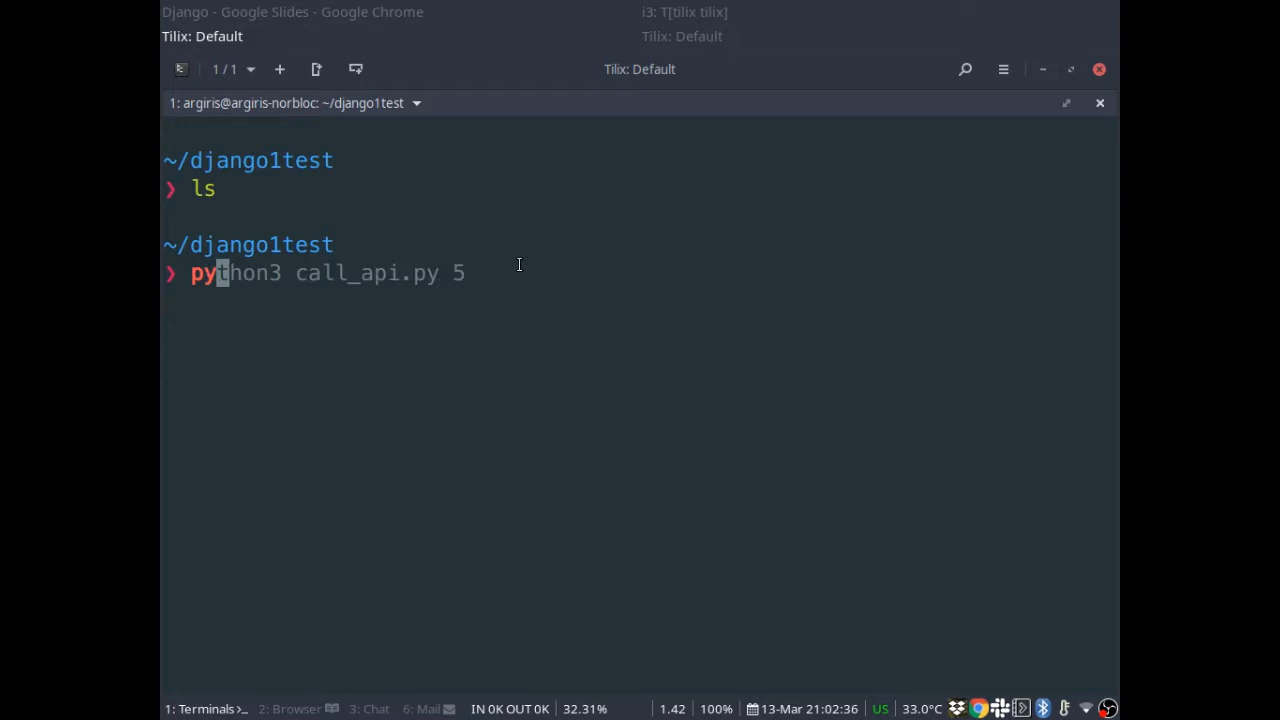 Django - Google Slides - Google Chrome
i3: T[tilix tilix]
Tilix: Default
Tilix: Default
1 / 1
Tilix: Default
1: argiris@argiris-norbloc: ~/django1test
~/django1test
❯ ls
~/django1test
❯ python3 call_api.py 5
1: Terminals>_ 2: Browser 3: Chat 6: Mail IN 0K OUT 0K 32.31% 1.42 100% 13-Mar 21:02:36 US 33.0°C